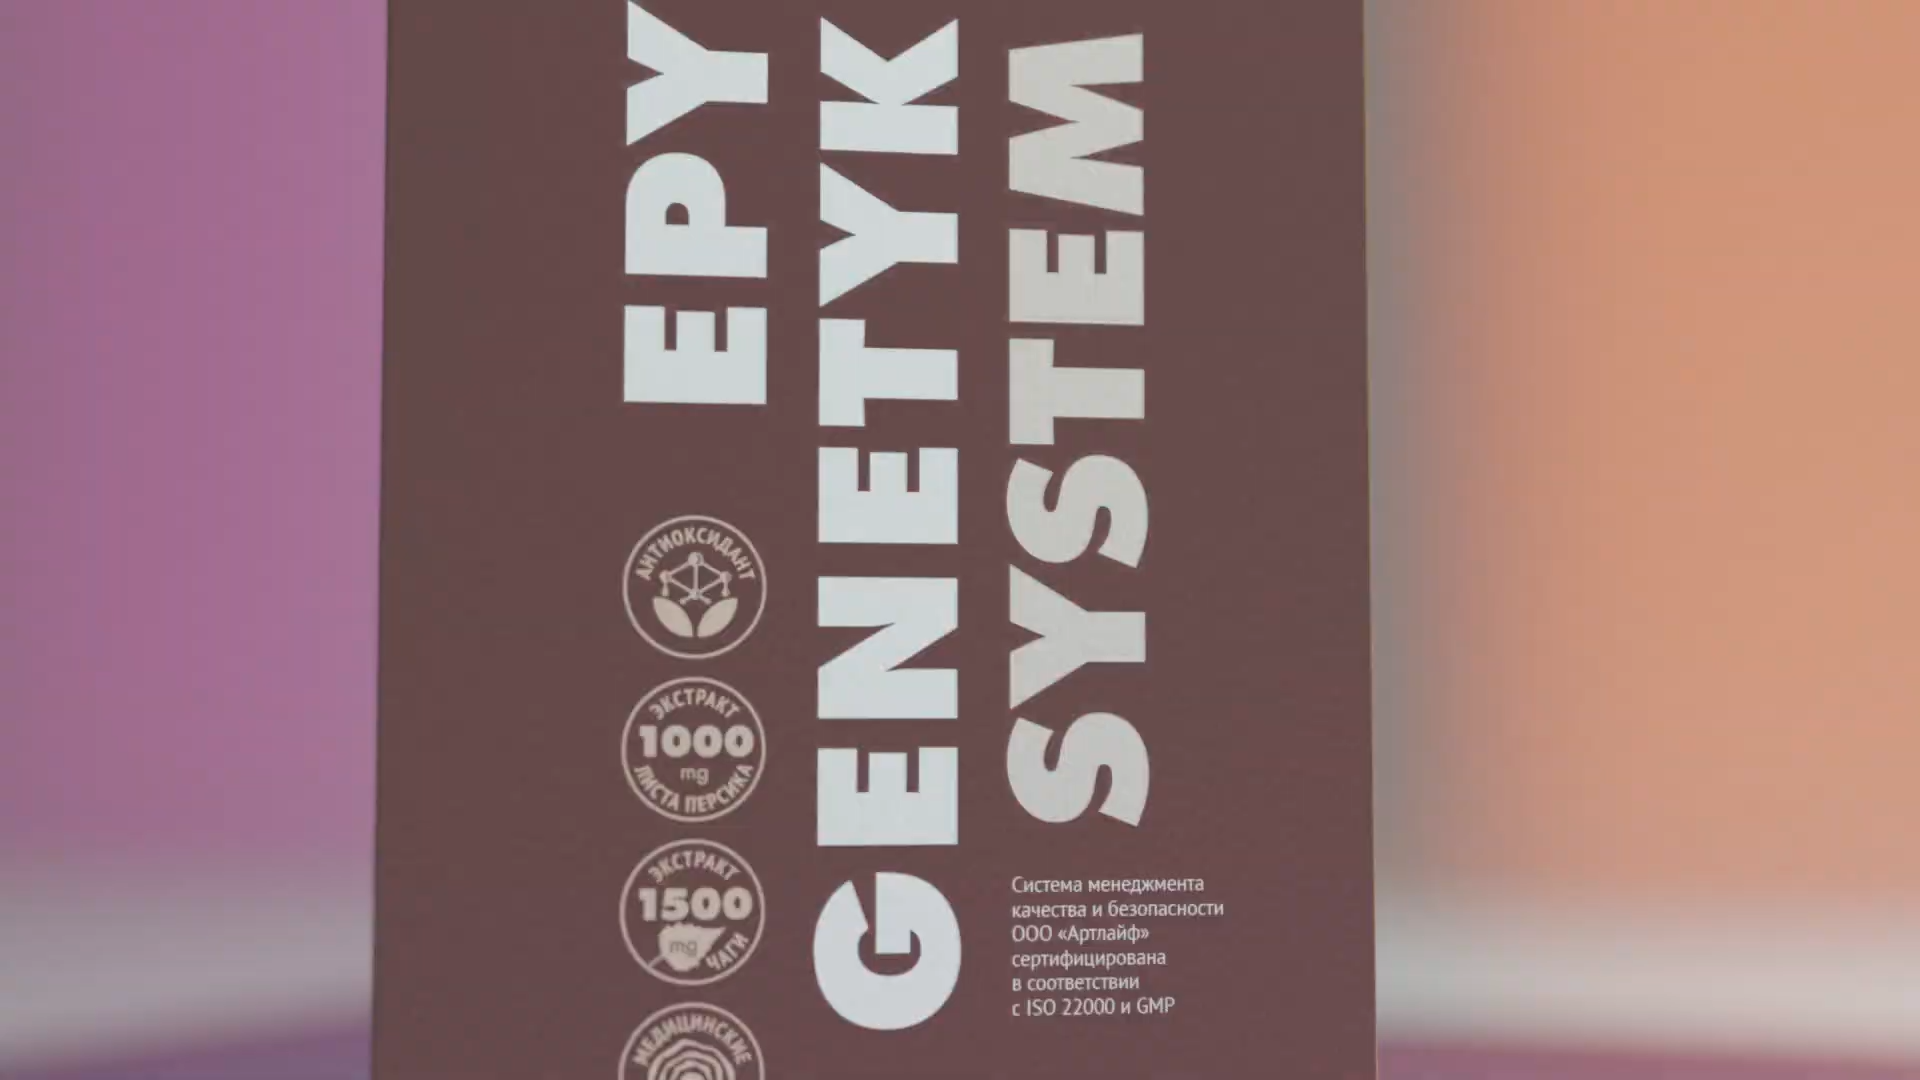 EPY
GENETYK
SYSTEM
АНТИОКСИДАНТ
ЭКСТРАКТ
1000
mg
ЛИСТА ПЕРСИКА
ЭКСТРАКТ
1500
mg
ЧАГИ
МЕДИЦИНСКИЕ
Система менеджмента
качества и безопасности
ООО «Артлайф»
сертифицирована
в соответствии
с ISO 22000 и GMP